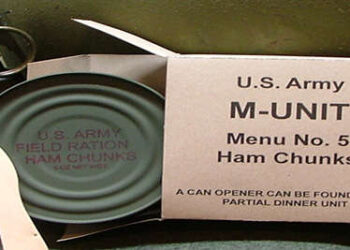 U.S. ARMY
FIELD RATION
HAM CHUNKS
U.S. Army
M-UNIT
Menu No. 5
Ham Chunks
A CAN OPENER CAN BE FOUN
PARTIAL DINNER UNIT